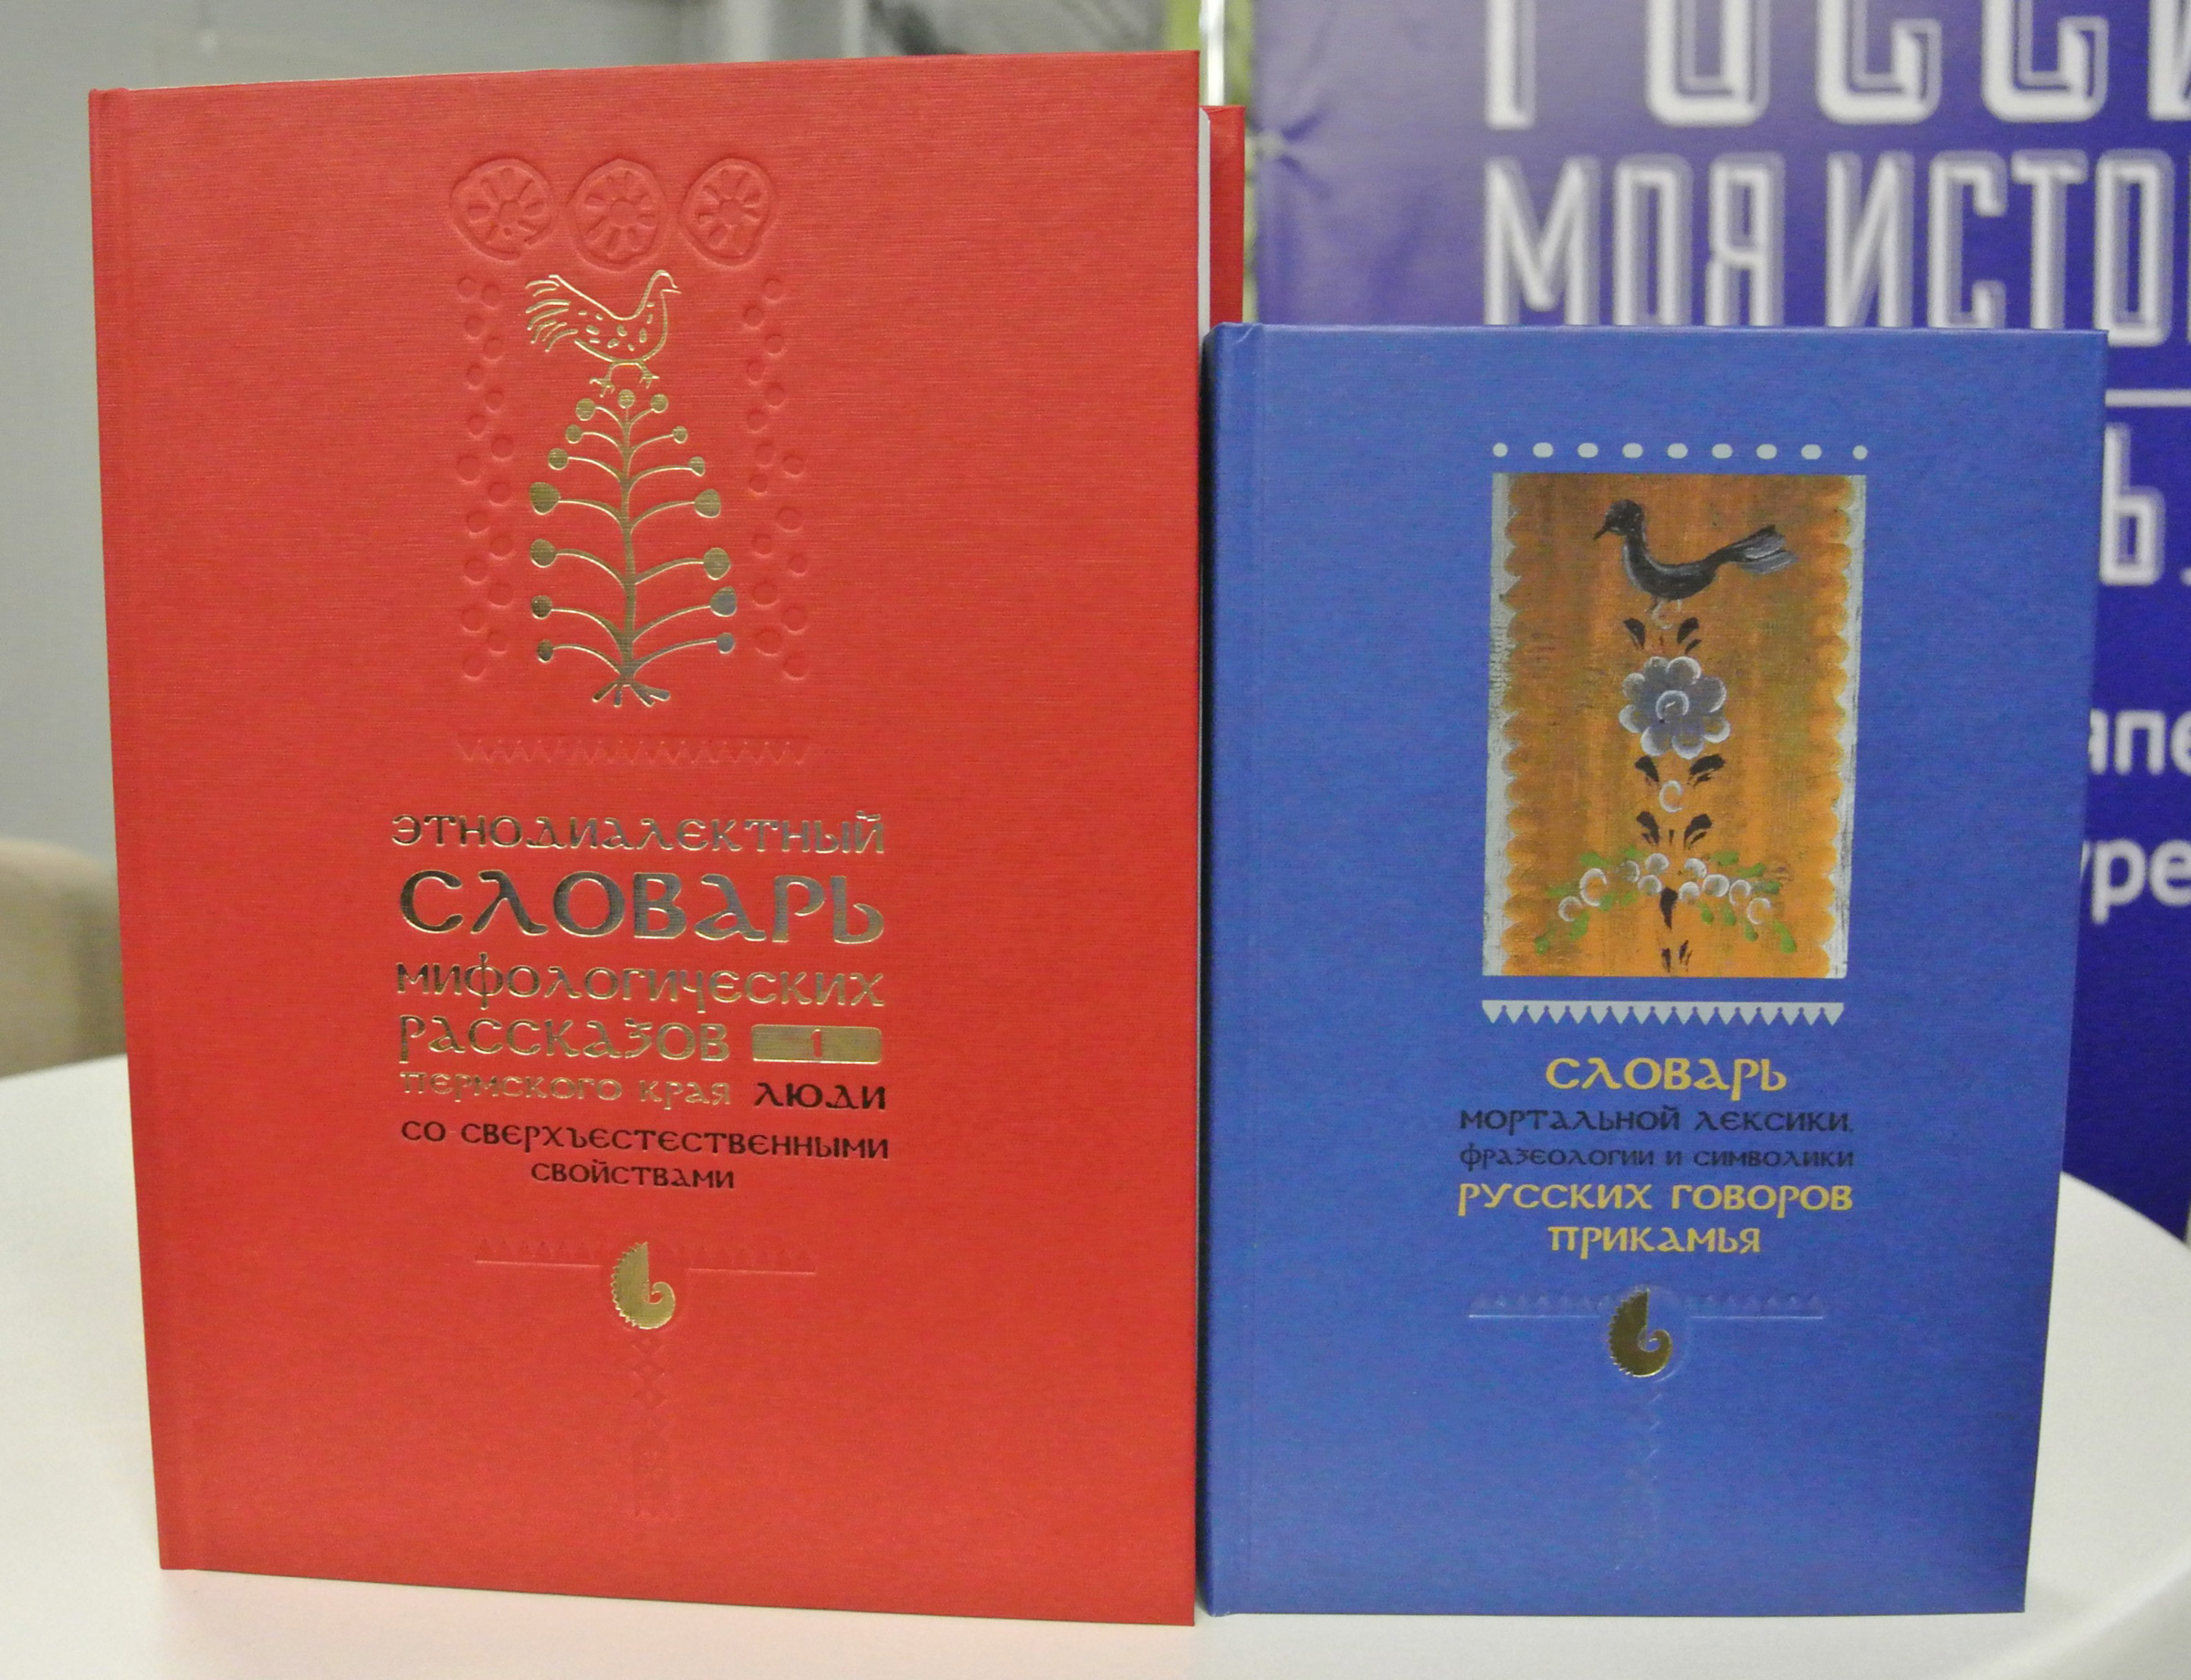 этнодиалектный
словарь
мифологических
рассказов 1
пермского края люди
со сверхъестественными
свойствами
словарь
мортальной лексики,
фразеологии и символики
русских говоров
прикамья
МОЯ